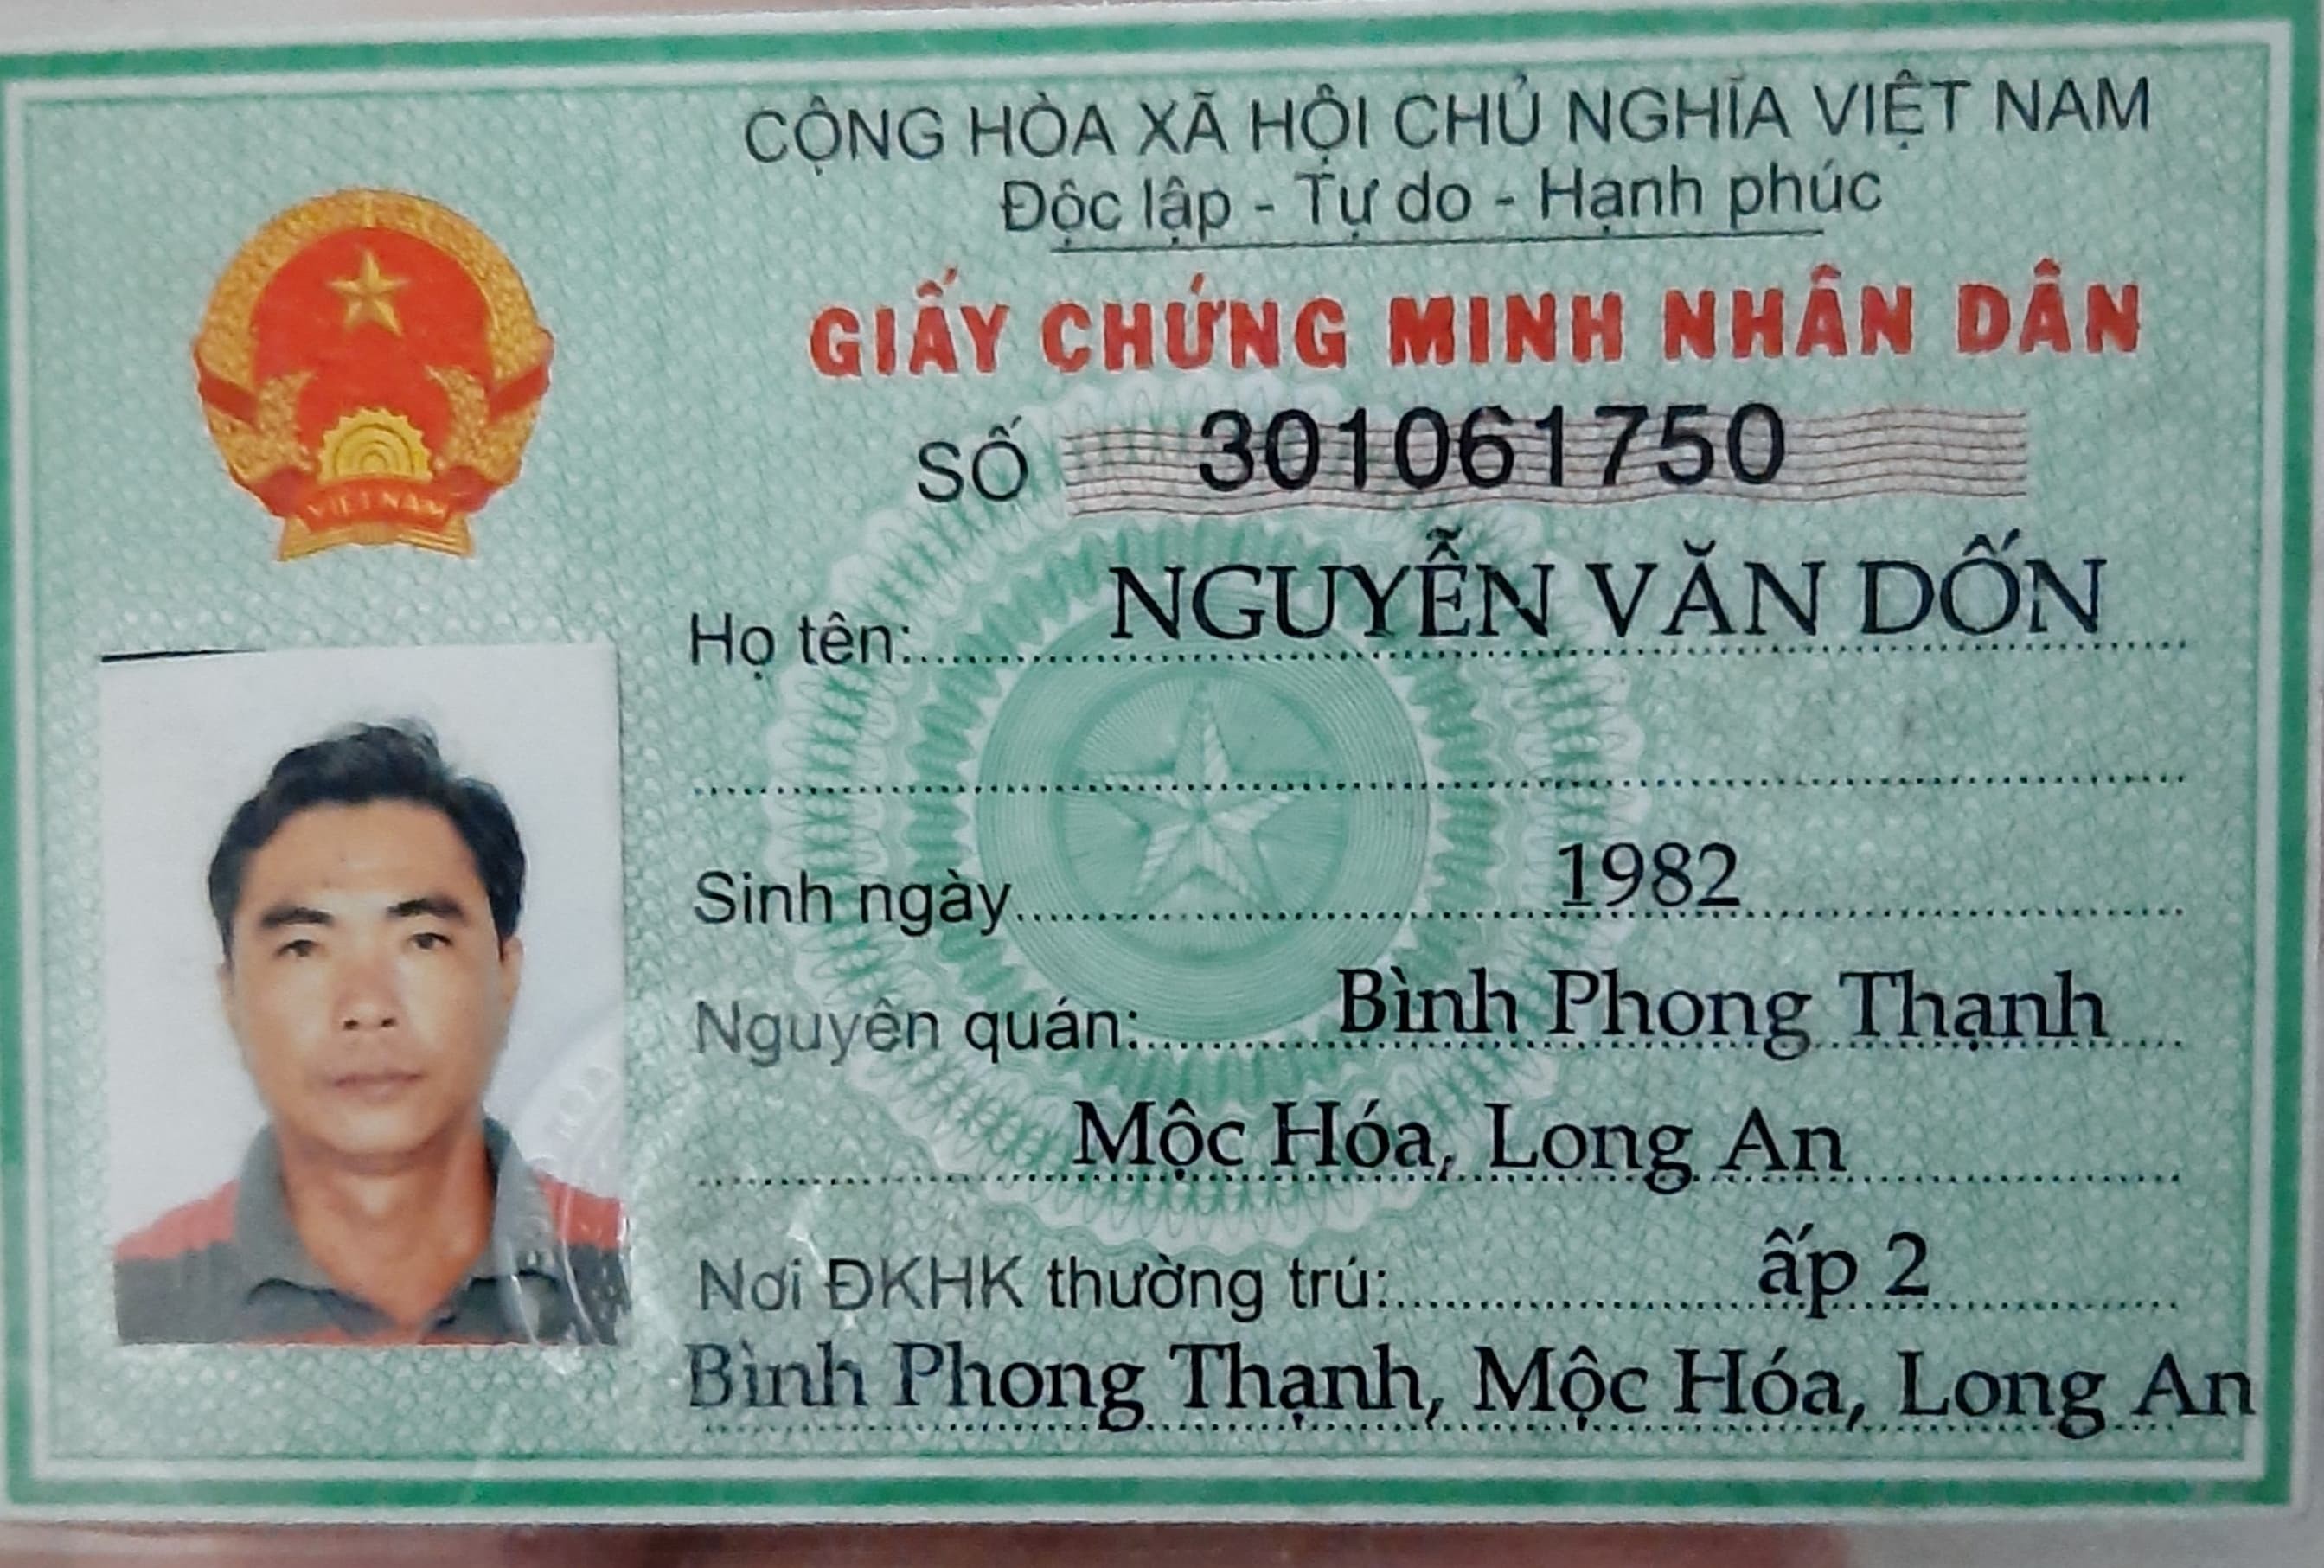 CỘNG HÒA XÃ HỘI CHỦ NGHĨA VIỆT NAM
Độc lập - Tự do - Hạnh phúc
GIẤY CHỨNG MINH NHÂN DÂN
SỐ 301061750
VIET NAM
Họ tên: NGUYỄN VĂN DỐN
Sinh ngày 1982
Nguyên quán: Bình Phong Thạnh
Mộc Hóa, Long An
Nơi ĐKHK thường trú: ấp 2
Bình Phong Thạnh, Mộc Hóa, Long An